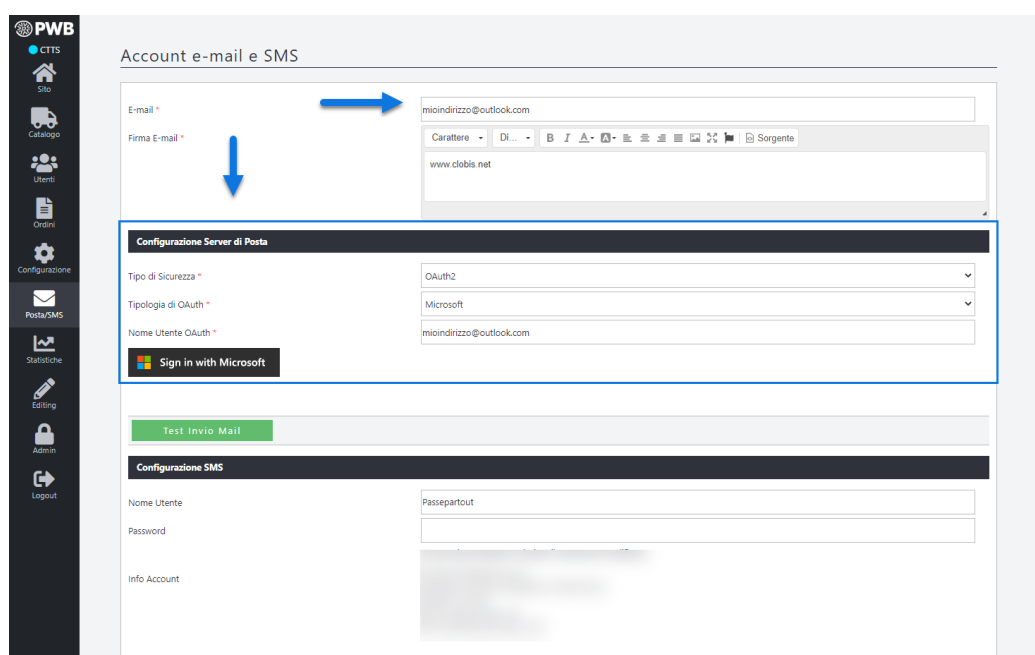 PWB
CTTS
Sito
Catalogo
Utenti
Ordini
Configurazione
Posta/SMS
Statistiche
Editing
Admin
Logout
Account e-mail e SMS
E-mail *
mioindirizzo@outlook.com
Firma E-mail *
Carattere Di... B I A A Sorgente
www.clobis.net
Configurazione Server di Posta
Tipo di Sicurezza *
OAuth2
Tipologia di OAuth *
Microsoft
Nome Utente OAuth *
mioindirizzo@outlook.com
Sign in with Microsoft
Test Invio Mail
Configurazione SMS
Nome Utente
Passepartout
Password
Info Account